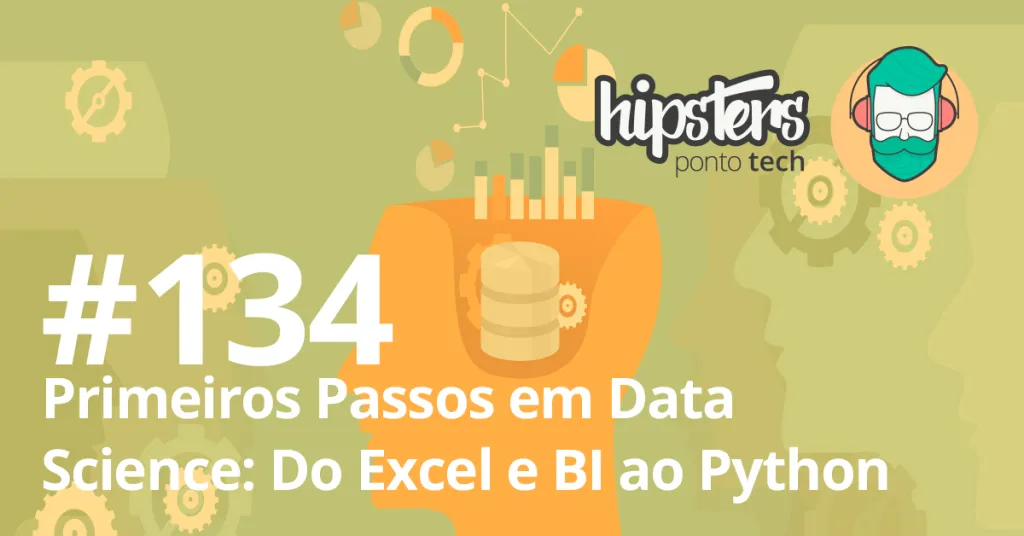 hipsters
ponto tech
#134
Primeiros Passos em Data
Science: Do Excel e BI ao Python